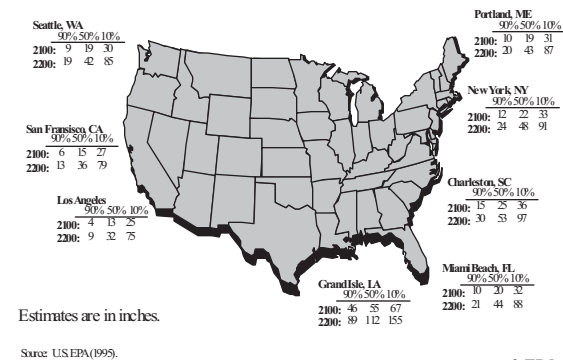 Seattle, WA
90% 50% 10%
2100: 9 19 30
2200: 19 42 85
Portland, ME
90% 50% 10%
2100: 10 19 31
2200: 20 43 87
New York, NY
90% 50% 10%
2100: 12 22 33
2200: 24 48 91
San Fransisco, CA
90% 50% 10%
2100: 6 15 27
2200: 13 36 79
Charleston, SC
90% 50% 10%
2100: 15 25 36
2200: 30 53 97
Los Angeles
90% 50% 10%
2100: 4 13 25
2200: 9 32 75
Miami Beach, FL
90% 50% 10%
2100: 10 20 32
2200: 21 44 88
Grand Isle, LA
90% 50% 10%
2100: 46 55 67
2200: 89 112 155
Estimates are in inches.
Source: U.S. EPA (1995).